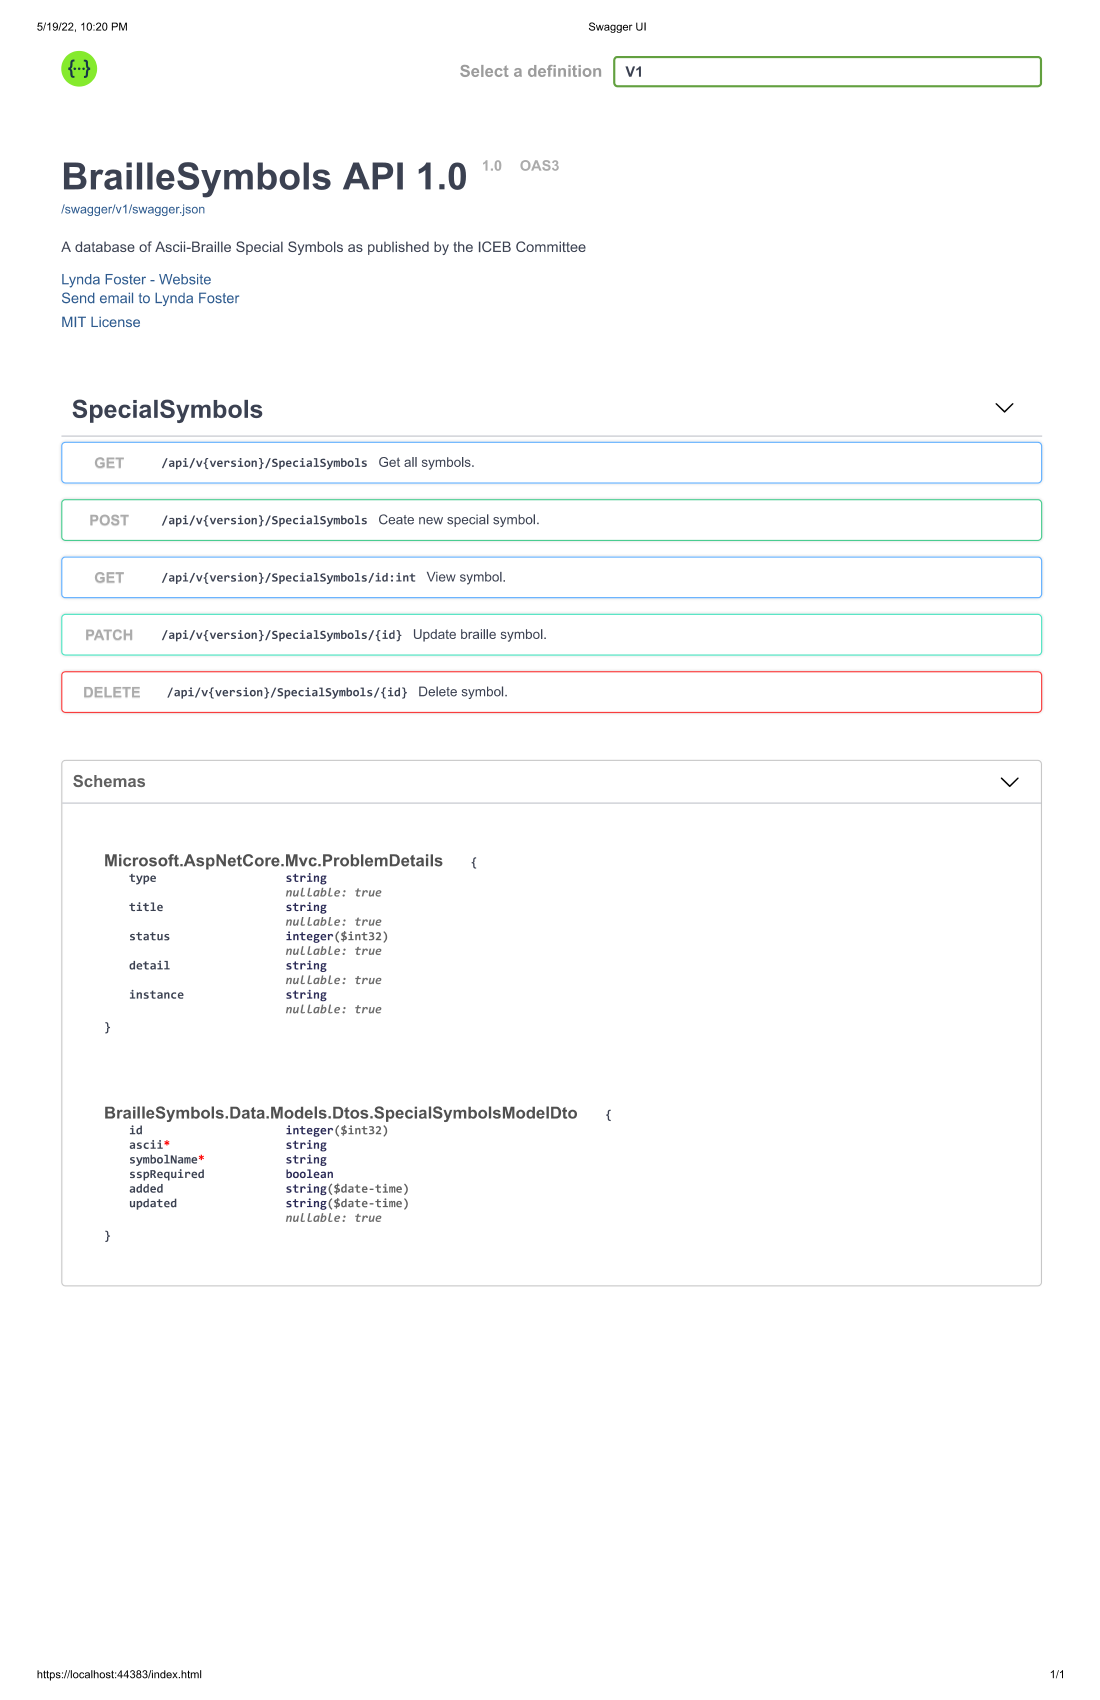 5/19/22, 10:20 PM Swagger UI
{···}
Select a definition V1
BrailleSymbols API 1.0 1.0 OAS3
/swagger/v1/swagger.json
A database of Ascii-Braille Special Symbols as published by the ICEB Committee
Lynda Foster - Website
Send email to Lynda Foster
MIT License
SpecialSymbols
GET /api/v{version}/SpecialSymbols Get all symbols.
POST /api/v{version}/SpecialSymbols Ceate new special symbol.
GET /api/v{version}/SpecialSymbols/id:int View symbol.
PATCH /api/v{version}/SpecialSymbols/{id} Update braille symbol.
DELETE /api/v{version}/SpecialSymbols/{id} Delete symbol.
Schemas
Microsoft.AspNetCore.Mvc.ProblemDetails {
type string
nullable: true
title string
nullable: true
status integer($int32)
nullable: true
detail string
nullable: true
instance string
nullable: true
}
BrailleSymbols.Data.Models.Dtos.SpecialSymbolsModelDto {
id integer($int32)
ascii* string
symbolName* string
sspRequired boolean
added string($date-time)
updated string($date-time)
nullable: true
}
https://localhost:44383/index.html 1/1